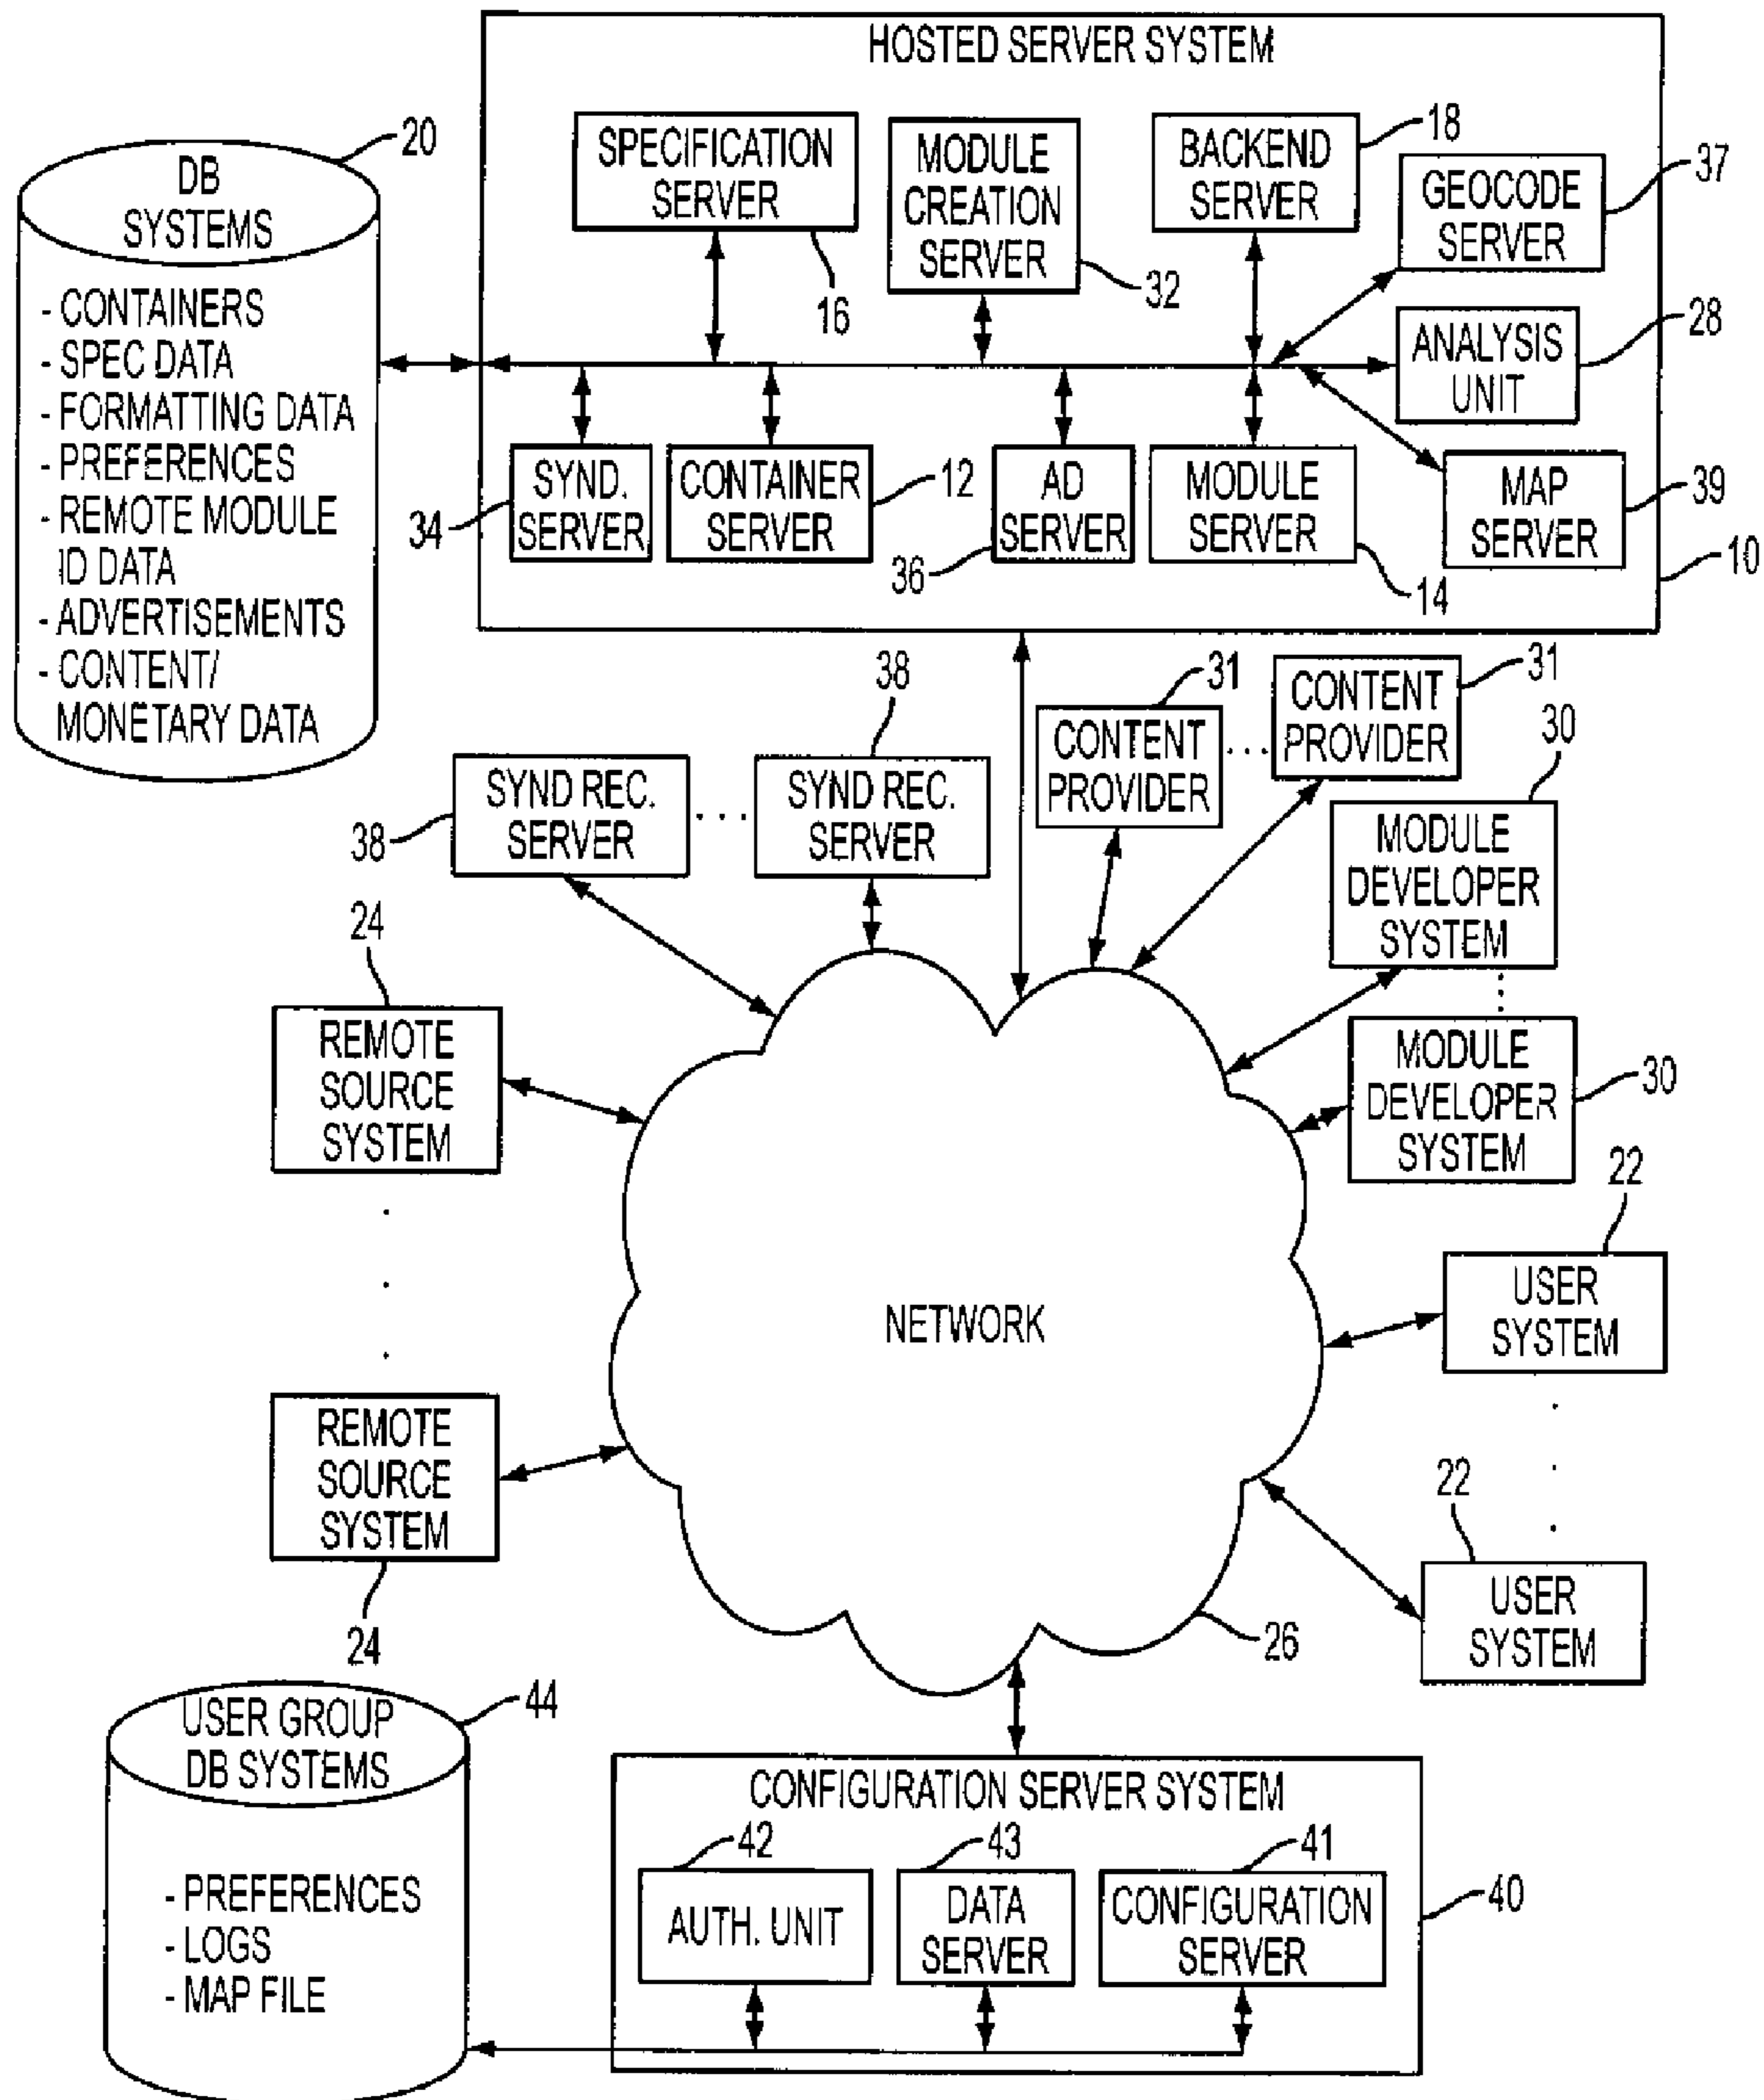 HOSTED SERVER SYSTEM
SPECIFICATION
SERVER
16
MODULE
CREATION
SERVER
32
BACKEND
SERVER
18
GEOCODE
SERVER
37
ANALYSIS
UNIT
28
SYND.
SERVER
34
CONTAINER
SERVER
12
AD
SERVER
36
MODULE
SERVER
14
MAP
SERVER
39
10
DB
SYSTEMS
20
- CONTAINERS
- SPEC DATA
- FORMATTING DATA
- PREFERENCES
- REMOTE MODULE
ID DATA
- ADVERTISEMENTS
- CONTENT/
MONETARY DATA
SYND REC.
SERVER
38
. . .
SYND REC.
SERVER
38
CONTENT
PROVIDER
31
. . .
CONTENT
PROVIDER
31
MODULE
DEVELOPER
SYSTEM
30
MODULE
DEVELOPER
SYSTEM
30
REMOTE
SOURCE
SYSTEM
24
REMOTE
SOURCE
SYSTEM
24
NETWORK
26
USER
SYSTEM
22
USER
SYSTEM
22
USER GROUP
DB SYSTEMS
44
- PREFERENCES
- LOGS
- MAP FILE
CONFIGURATION SERVER SYSTEM
42
AUTH. UNIT
43
DATA
SERVER
41
CONFIGURATION
SERVER
40